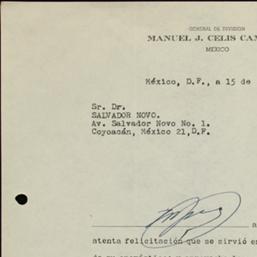 GENERAL DE DIVISION
MANUEL J. CELIS
MEXICO
México, D.F., a 15 de
Sr. Dr.
SALVADOR NOVO.
Av. Salvador Novo No. 1.
Coyoacán, México 21,D.F.
a
atenta felicitación que se sirvió